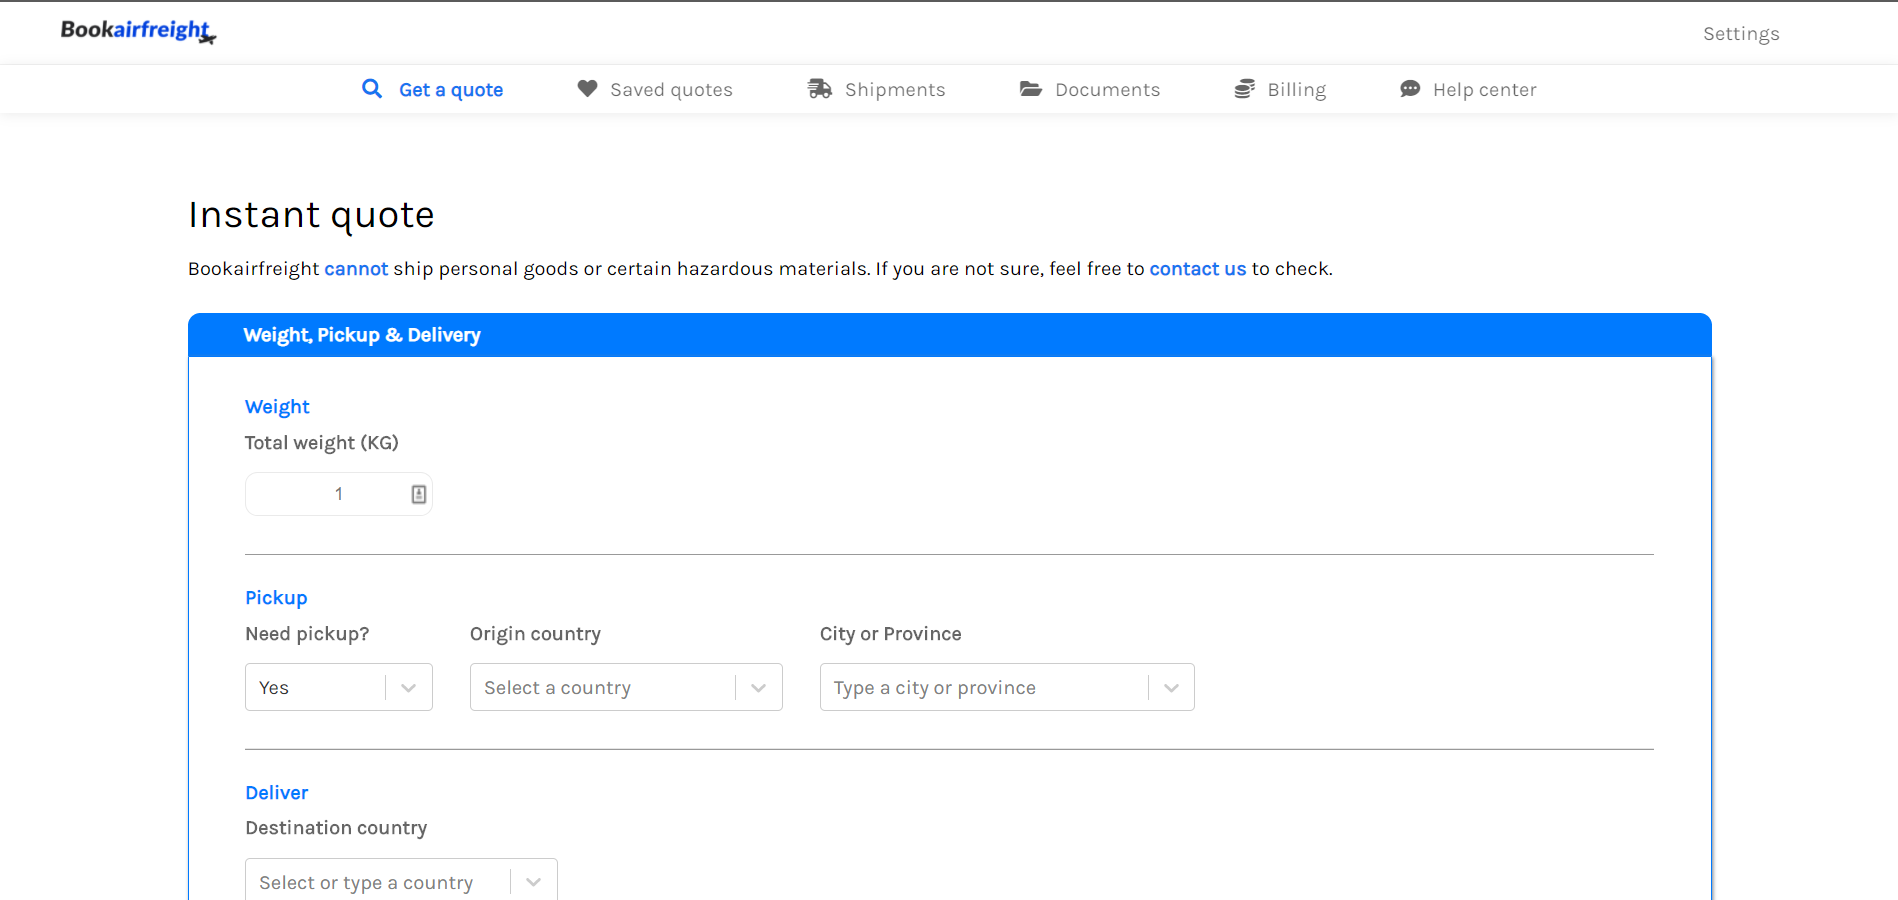 Bookairfreight
Settings
Get a quote
Saved quotes
Shipments
Documents
Billing
Help center
Instant quote
Bookairfreight cannot ship personal goods or certain hazardous materials. If you are not sure, feel free to contact us to check.
Weight, Pickup & Delivery
Weight
Total weight (KG)
1
Pickup
Need pickup? Origin country City or Province
Yes Select a country Type a city or province
Deliver
Destination country
Select or type a country